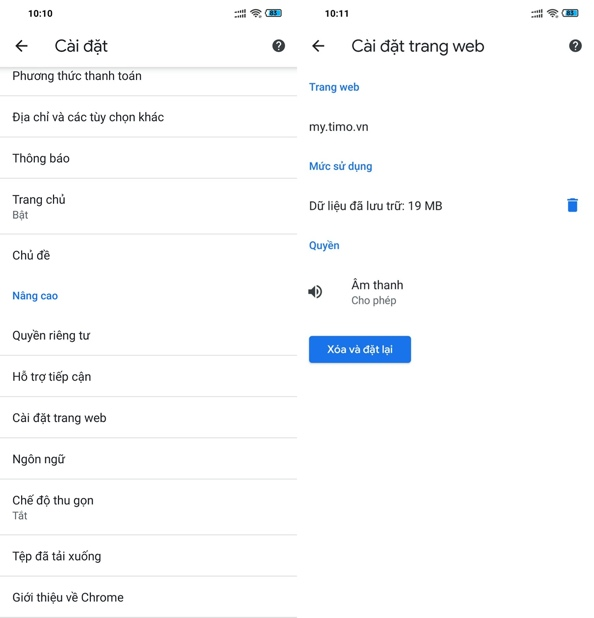 10:10
83
Cài đặt
Phương thức thanh toán
Địa chỉ và các tùy chọn khác
Thông báo
Trang chủ
Bật
Chủ đề
Nâng cao
Quyền riêng tư
Hỗ trợ tiếp cận
Cài đặt trang web
Ngôn ngữ
Chế độ thu gọn
Tắt
Tệp đã tải xuống
Giới thiệu về Chrome
10:11
83
Cài đặt trang web
Trang web
my.timo.vn
Mức sử dụng
Dữ liệu đã lưu trữ: 19 MB
Quyền
Âm thanh
Cho phép
Xóa và đặt lại